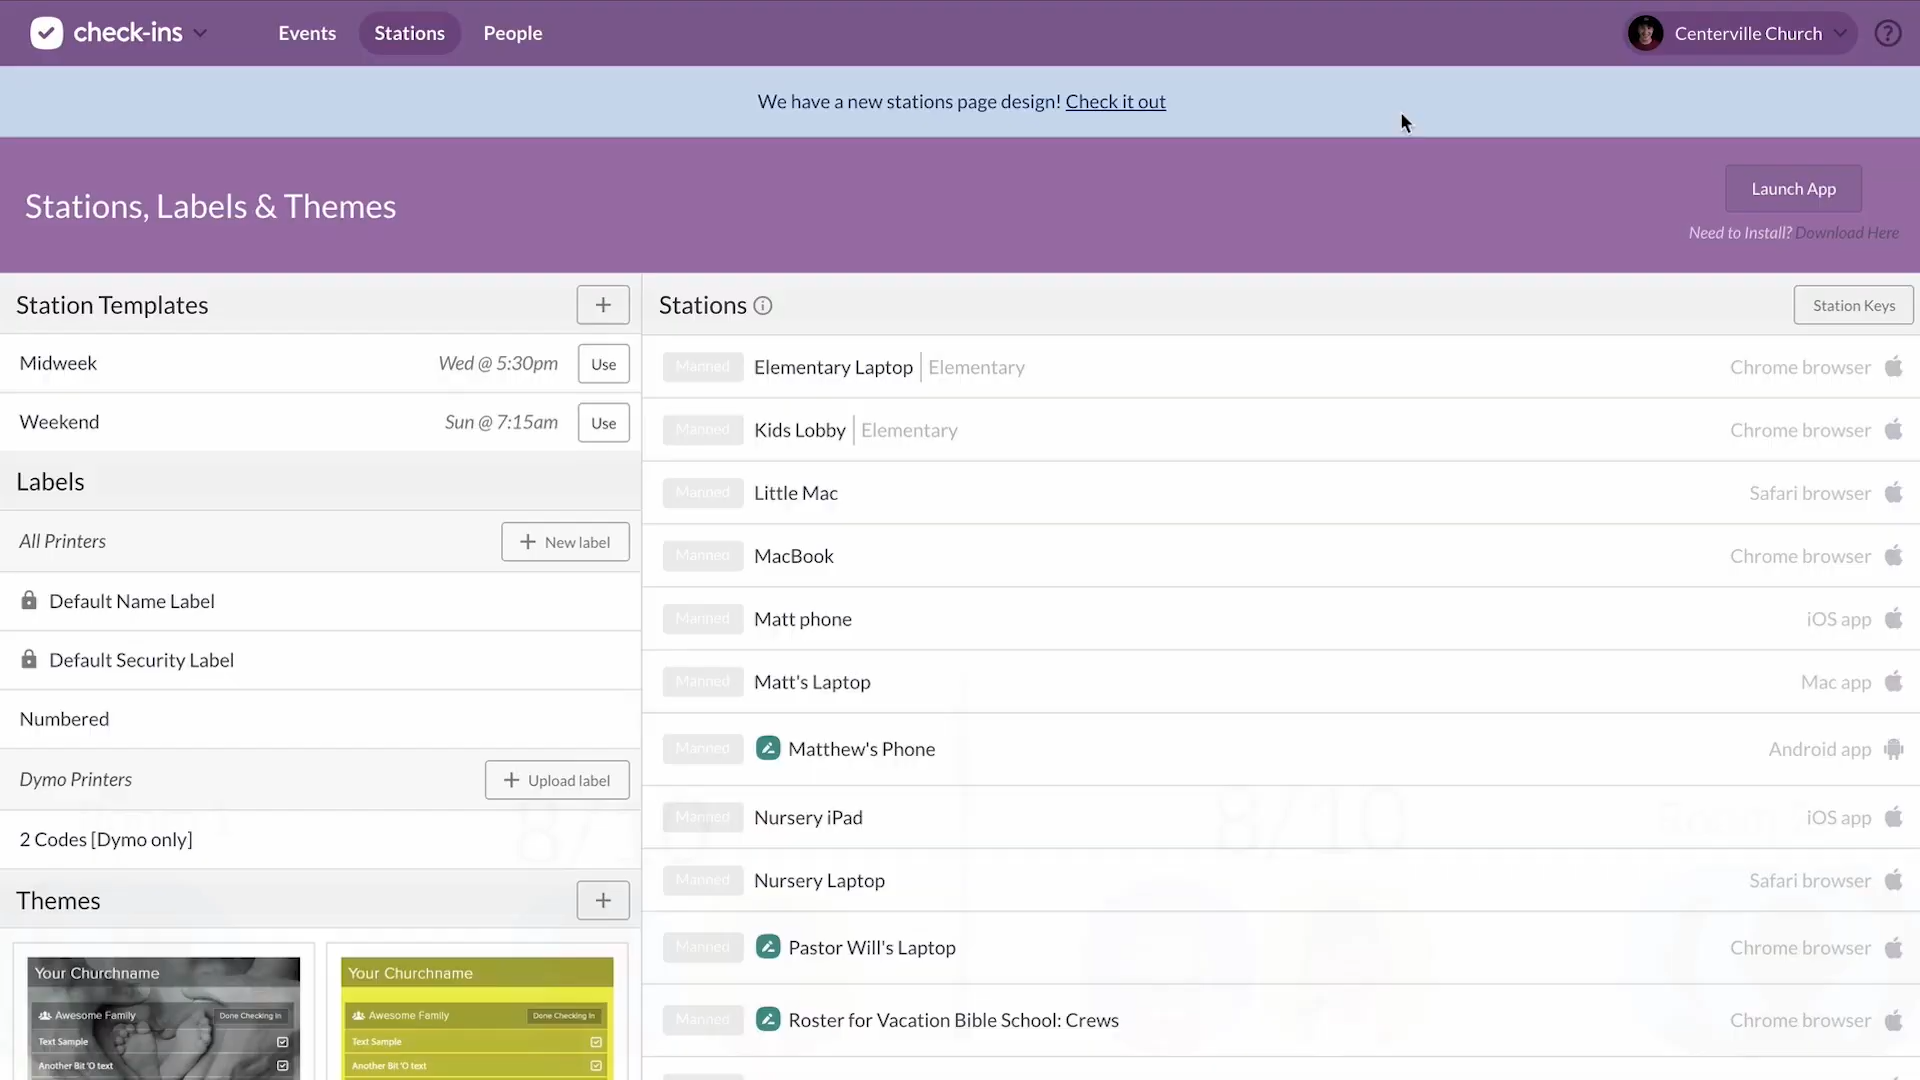 check-ins
Events
Stations
People
Centerville Church
We have a new stations page design! Check it out
Stations, Labels & Themes
Launch App
Need to Install? Download Here
Station Templates
Midweek
Wed @ 5:30pm
Use
Weekend
Sun @ 7:15am
Use
Labels
All Printers
New label
Default Name Label
Default Security Label
Numbered
Dymo Printers
Upload label
2 Codes [Dymo only]
Themes
Your Churchname
Awesome Family
Done Checking In
Text Sample
Another Bit 'O text
Your Churchname
Awesome Family
Done Checking In
Text Sample
Another Bit 'O text
Stations
Station Keys
Manned Elementary Laptop Elementary Chrome browser
Manned Kids Lobby Elementary Chrome browser
Manned Little Mac Safari browser
Manned MacBook Chrome browser
Manned Matt phone iOS app
Manned Matt's Laptop Mac app
Manned Matthew's Phone Android app
Manned Nursery iPad iOS app
8/10
8/10
Manned Nursery Laptop Safari browser
Manned Pastor Will's Laptop Chrome browser
Manned Roster for Vacation Bible School: Crews Chrome browser